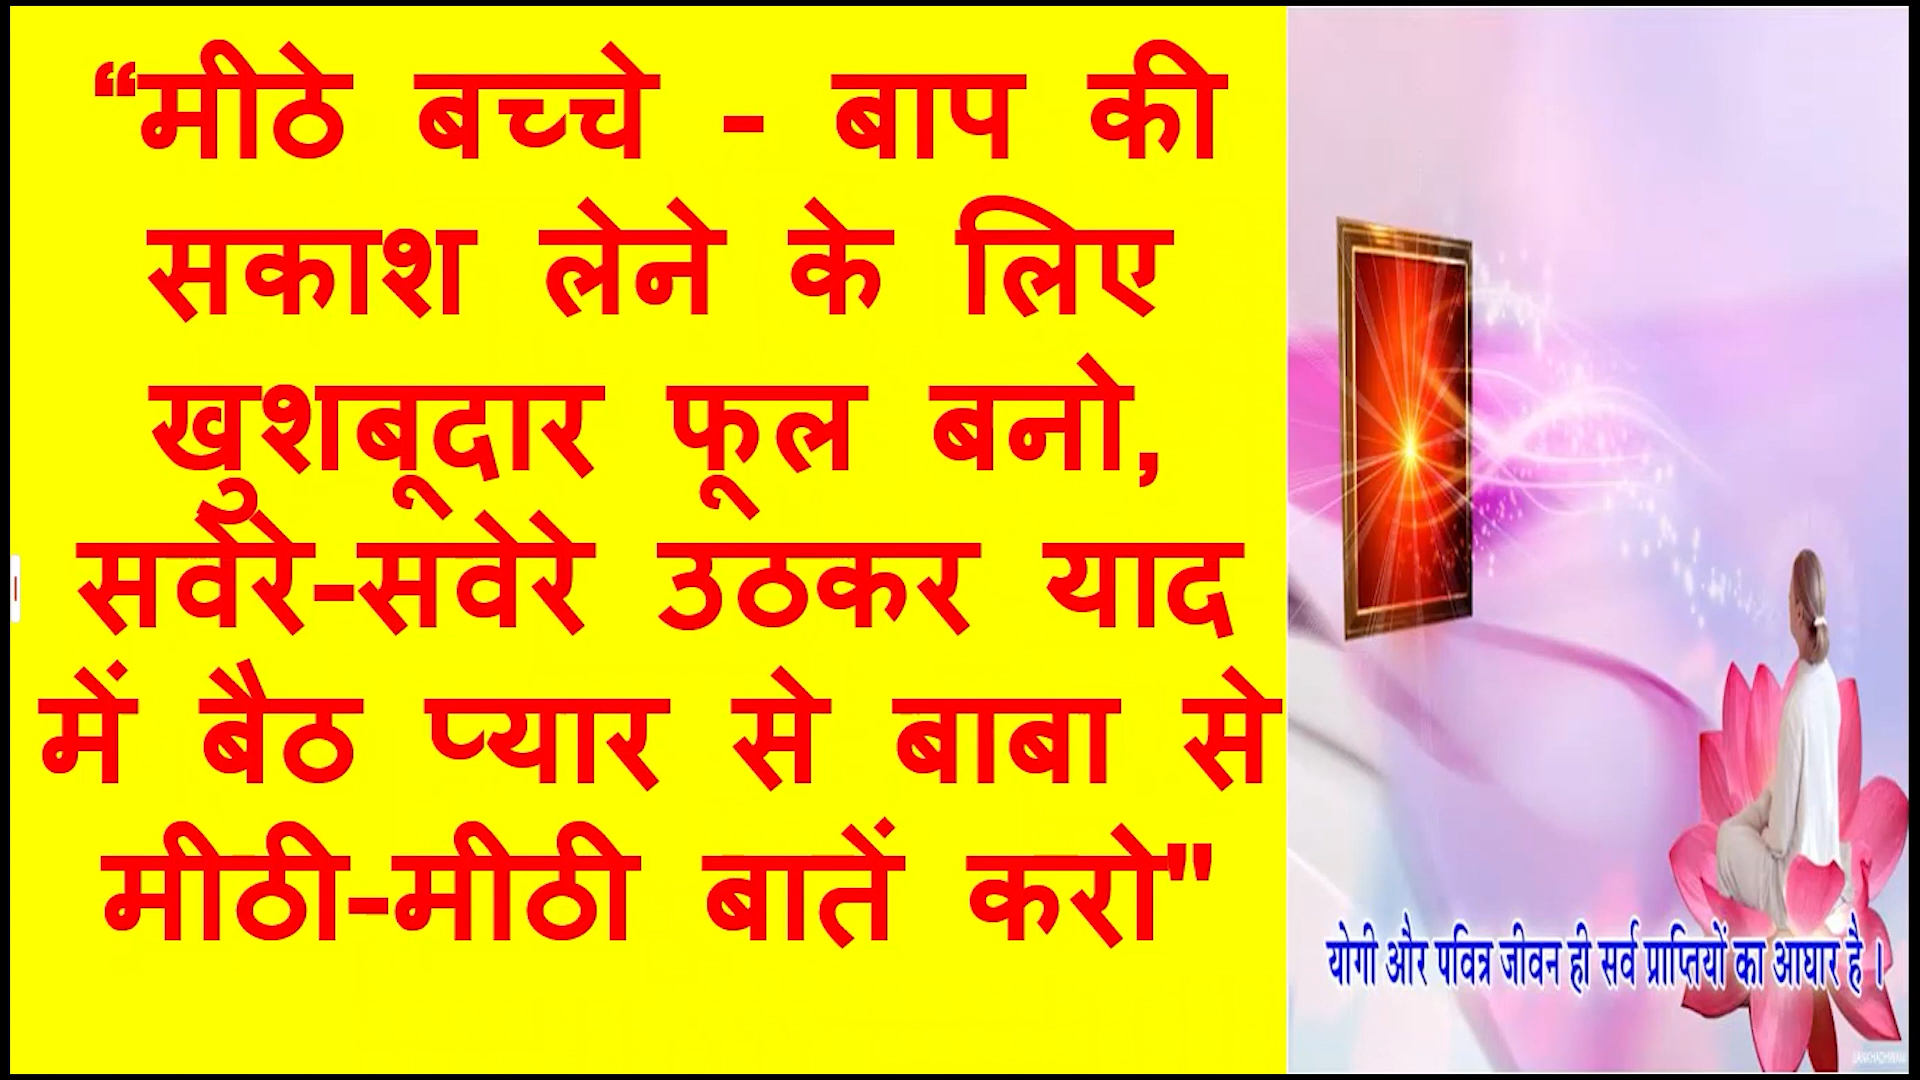 “मीठे बच्चे - बाप की
सकाश लेने के लिए
खुशबूदार फूल बनो,
सवेरे-सवेरे उठकर याद
में बैठ प्यार से बाबा से
मीठी-मीठी बातें करो"
योगी और पवित्र जीवन ही सर्व प्राप्तियों का आधार है ।